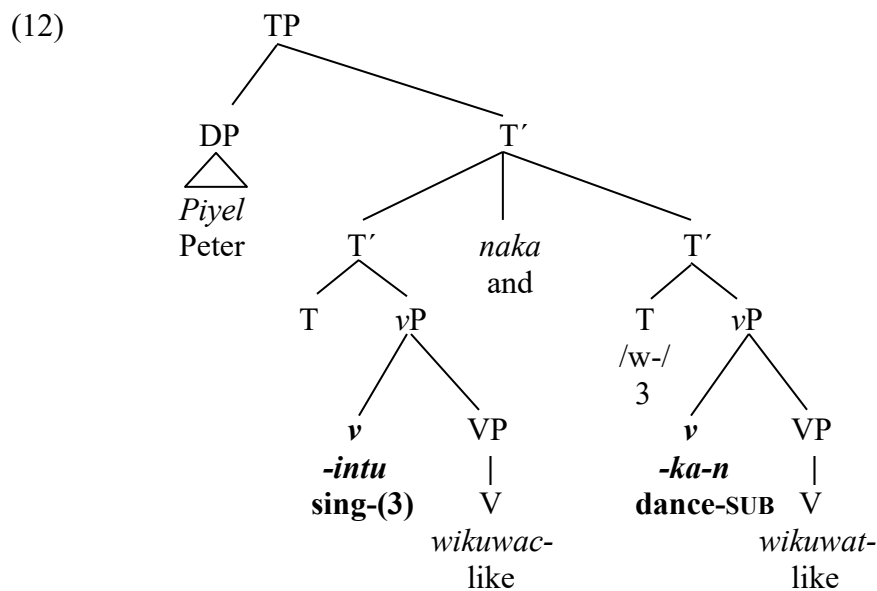 (12) TP
DP T´
Piyel
Peter
T´ naka T´
and
T vP T vP
/w-/
3
v VP v VP
-intu -ka-n
sing-(3) V dance-SUB V
wikuwac- wikuwat-
like like